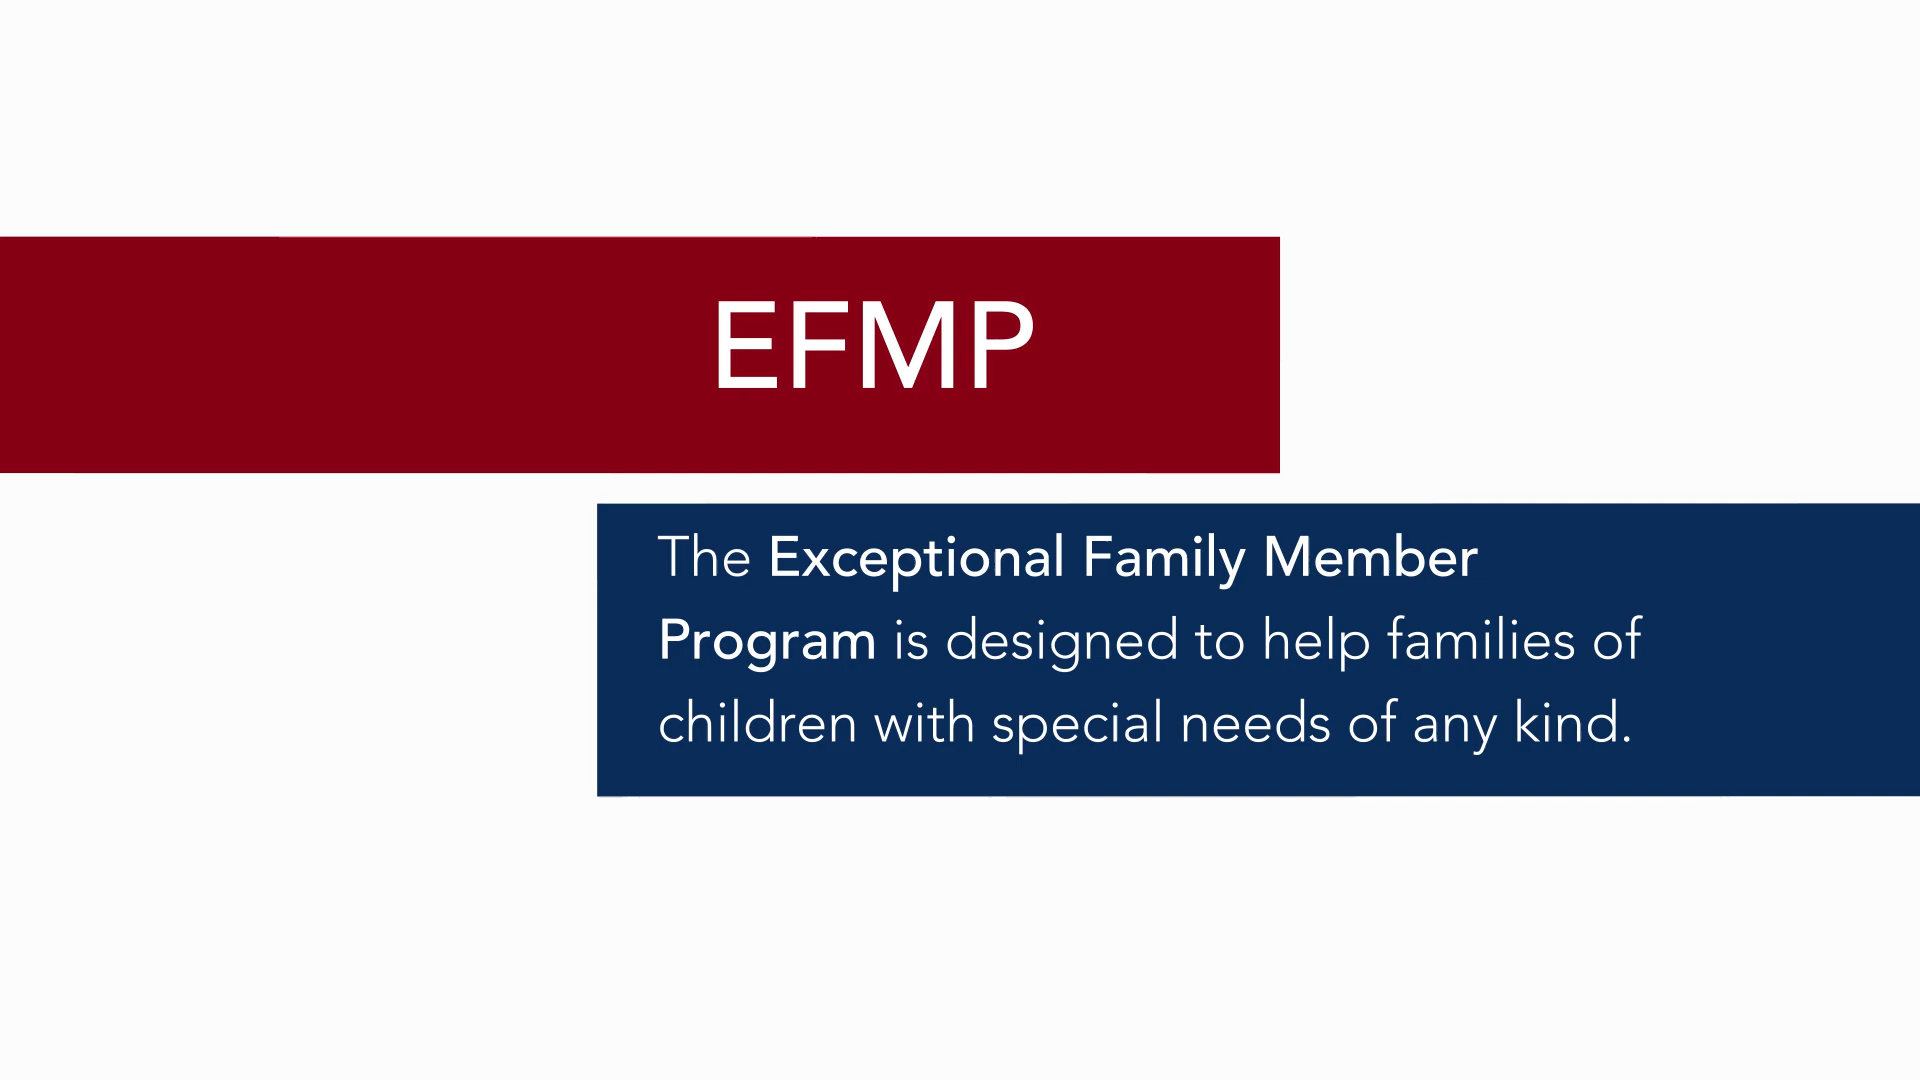 EFMP
The Exceptional Family Member
Program is designed to help families of
children with special needs of any kind.